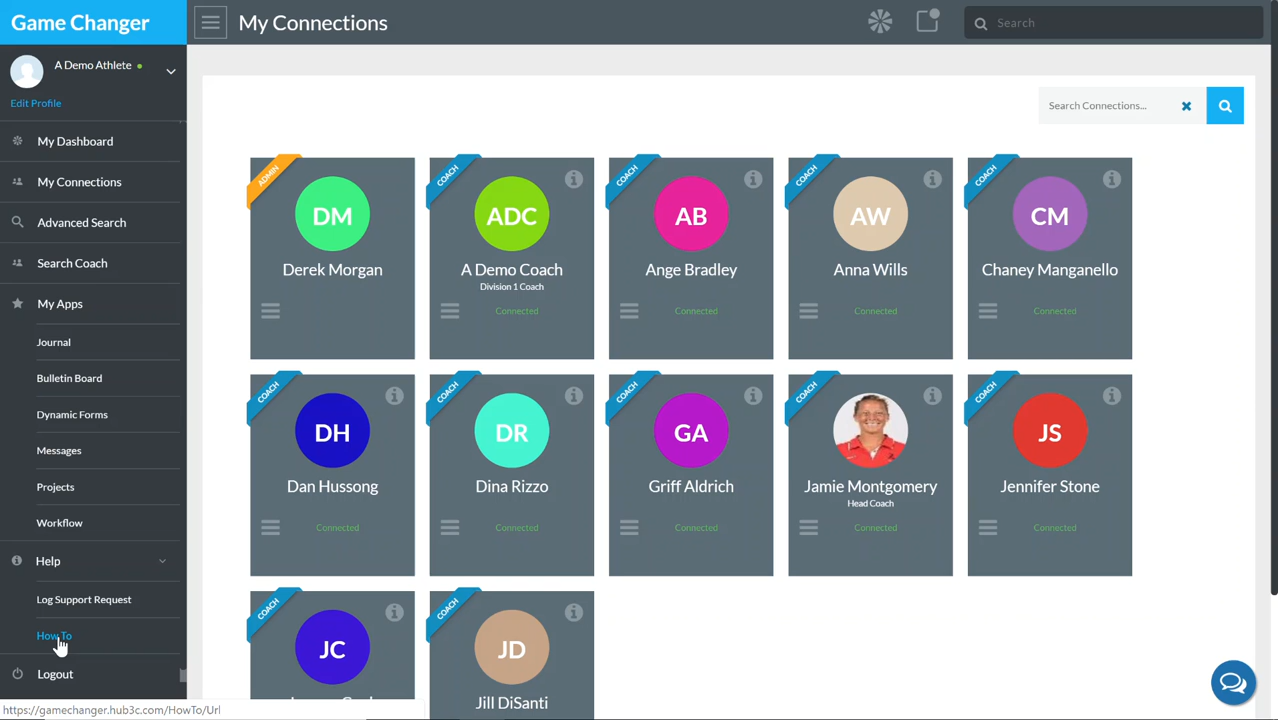 Game Changer
My Connections
Search
A Demo Athlete
Edit Profile
My Dashboard
My Connections
Advanced Search
Search Coach
My Apps
Journal
Bulletin Board
Dynamic Forms
Messages
Projects
Workflow
Help
Log Support Request
How To
Logout
https://gamechanger.hub3c.com/HowTo/Url
Search Connections...
ADMIN
DM
Derek Morgan
COACH
ADC
A Demo Coach
Division 1 Coach
Connected
COACH
AB
Ange Bradley
Connected
COACH
AW
Anna Wills
Connected
COACH
CM
Chaney Manganello
Connected
COACH
DH
Dan Hussong
Connected
COACH
DR
Dina Rizzo
Connected
COACH
GA
Griff Aldrich
Connected
COACH
Jamie Montgomery
Head Coach
Connected
COACH
JS
Jennifer Stone
Connected
COACH
JC
COACH
JD
Jill DiSanti